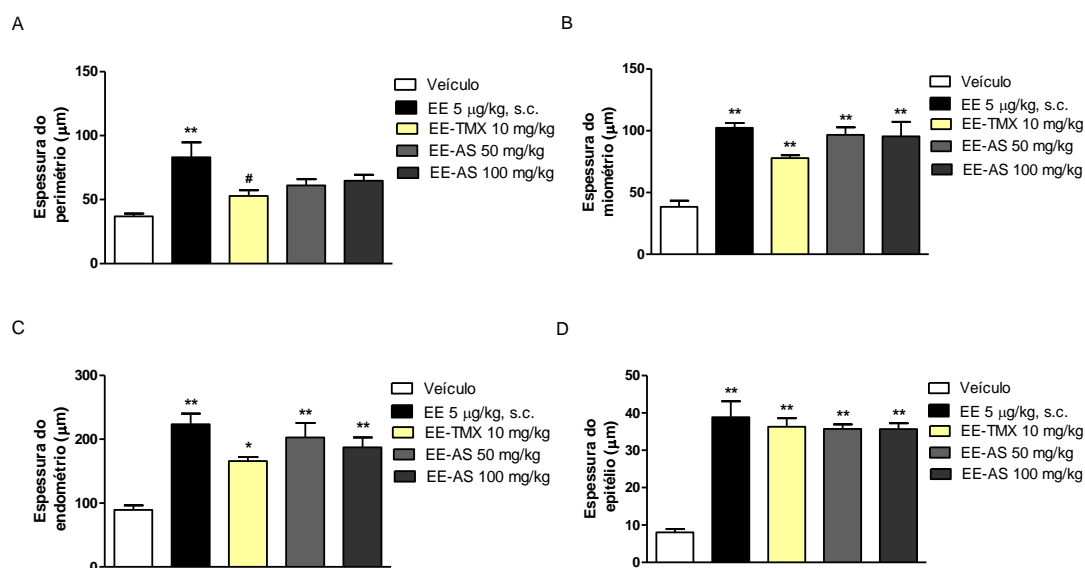 A
Espessura do
perimétrio (μm)
150
100
50
0
**
#
Veículo
EE 5 μg/kg, s.c.
EE-TMX 10 mg/kg
EE-AS 50 mg/kg
EE-AS 100 mg/kg
B
Espessura do
miométrio (μm)
150
100
50
0
**
**
**
**
Veículo
EE 5 μg/kg, s.c.
EE-TMX 10 mg/kg
EE-AS 50 mg/kg
EE-AS 100 mg/kg
C
Espessura do
endométrio (μm)
300
200
100
0
**
*
**
**
Veículo
EE 5 μg/kg, s.c.
EE-TMX 10 mg/kg
EE-AS 50 mg/kg
EE-AS 100 mg/kg
D
Espessura do
epitélio (μm)
50
40
30
20
10
0
**
**
**
**
Veículo
EE 5 μg/kg, s.c.
EE-TMX 10 mg/kg
EE-AS 50 mg/kg
EE-AS 100 mg/kg